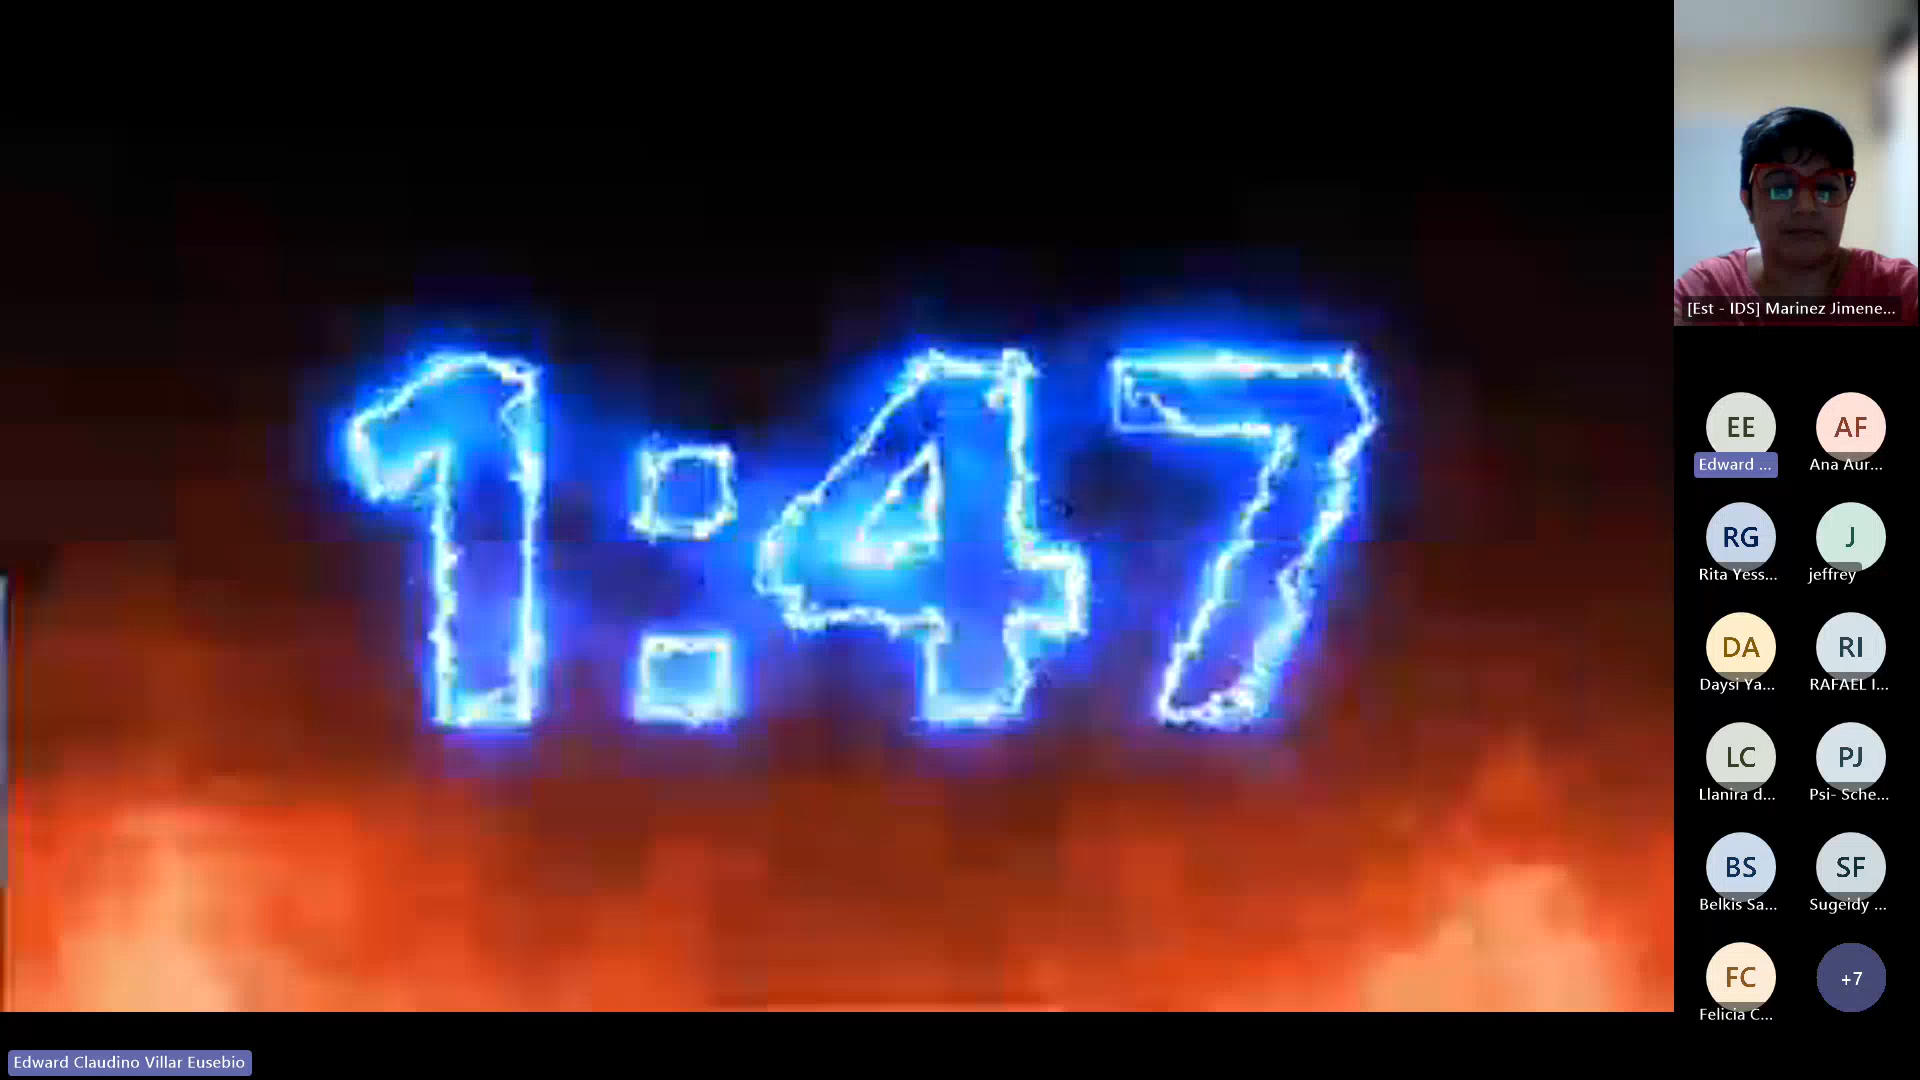 1:47
[Est - IDS] Marinez Jimene...
EE
Edward ...
AF
Ana Aur...
RG
Rita Yess...
J
jeffrey
DA
Daysi Ya...
RI
RAFAEL I...
LC
Llanira d...
PJ
Psi- Sche...
BS
Belkis Sa...
SF
Sugeidy ...
FC
Felicia C...
+7
Edward Claudino Villar Eusebio